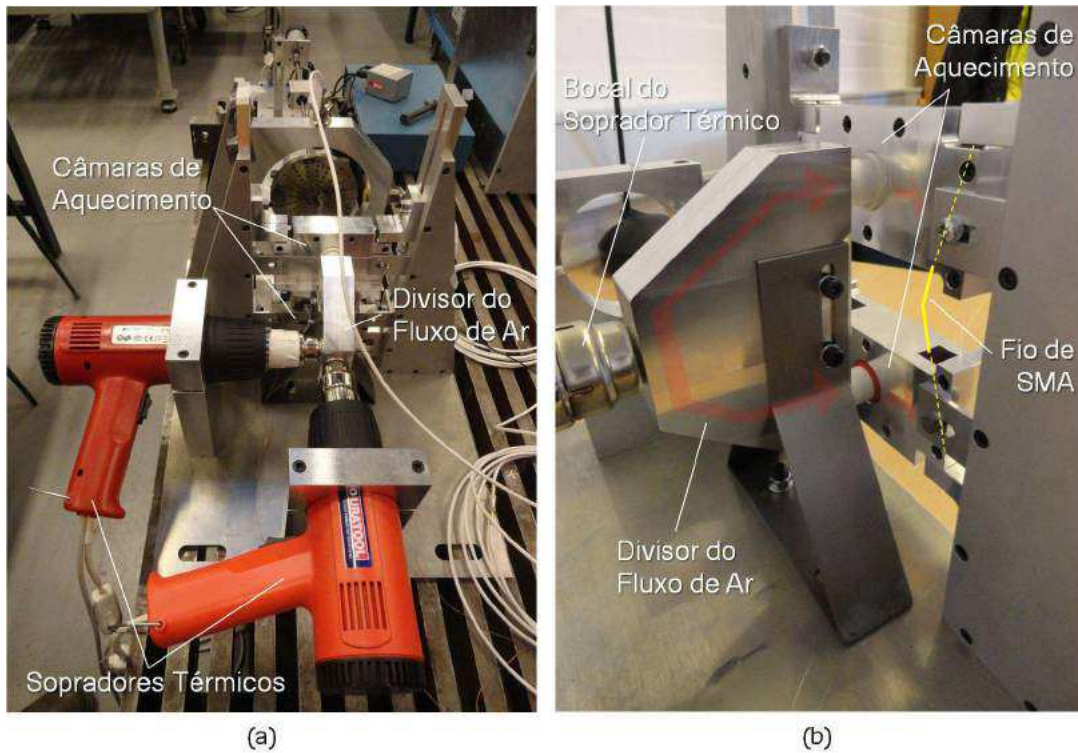 Câmaras de
Aquecimento
Divisor do
Fluxo de Ar
DURATOOL
Sopradores Térmicos
(a)
Bocal do
Soprador Térmico
Câmaras de
Aquecimento
Fio de
SMA
Divisor do
Fluxo de Ar
(b)